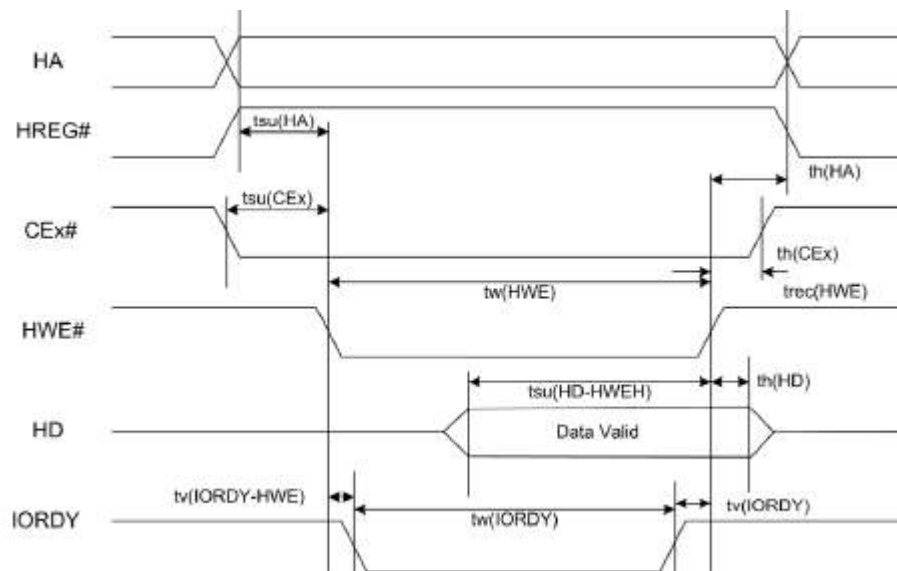 HA
HREG#
tsu(HA)
th(HA)
tsu(CEx)
CEx#
th(CEx)
tw(HWE)
trec(HWE)
HWE#
tsu(HD-HWEH)
th(HD)
HD
Data Valid
tv(IORDY-HWE)
tw(IORDY)
tv(IORDY)
IORDY